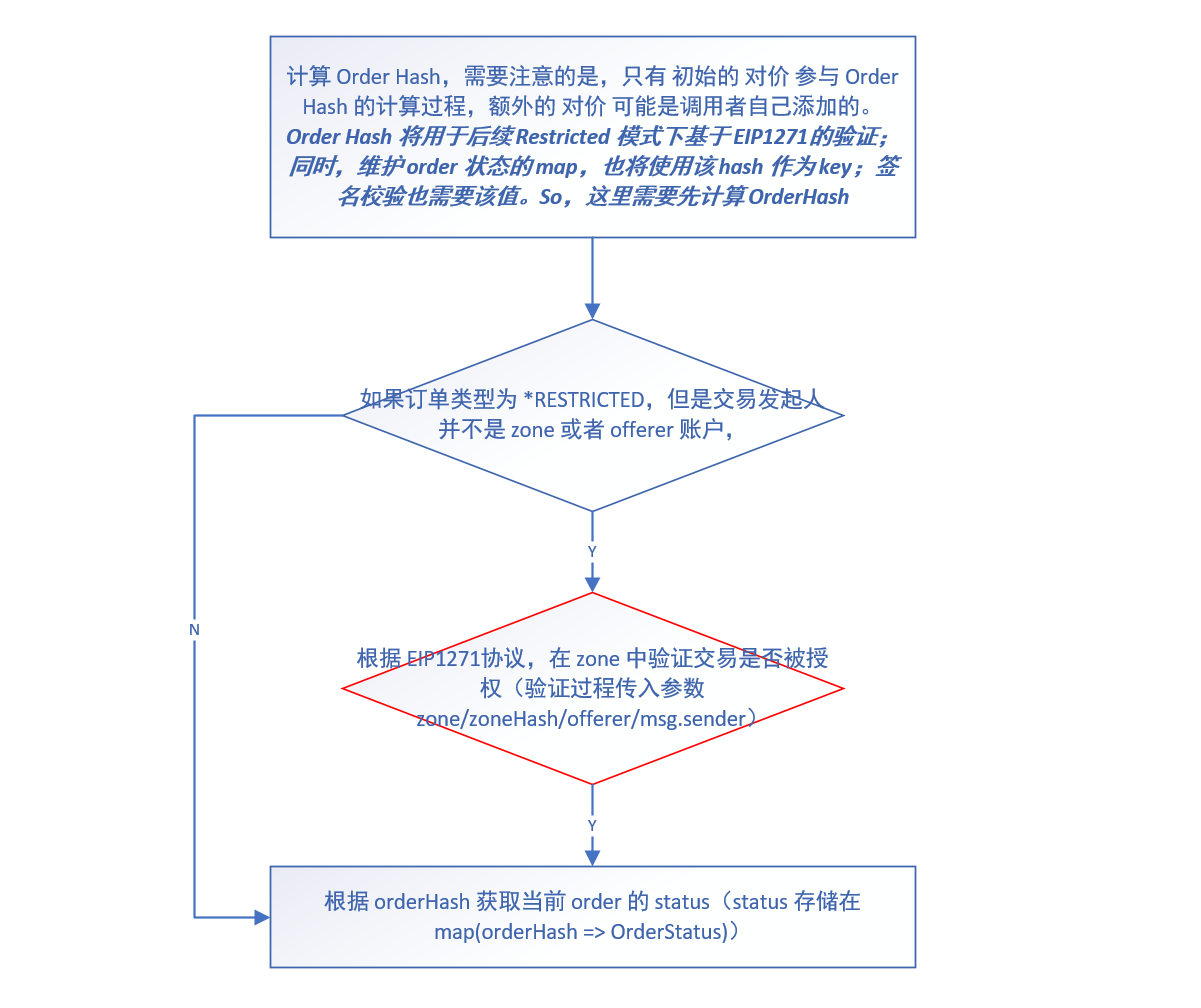 计算 Order Hash，需要注意的是，只有 初始的 对价 参与 Order
Hash 的计算过程，额外的 对价 可能是调用者自己添加的。
Order Hash 将用于后续 Restricted 模式下基于 EIP1271的验证；
同时，维护 order 状态的 map，也将使用该 hash 作为 key；签
名校验也需要该值。So，这里需要先计算 OrderHash
如果订单类型为 *RESTRICTED，但是交易发起人
并不是 zone 或者 offerer 账户，
Y
N
根据 EIP1271协议，在 zone 中验证交易是否被授
权（验证过程传入参数
zone/zoneHash/offerer/msg.sender）
Y
根据 orderHash 获取当前 order 的 status（status 存储在
map(orderHash => OrderStatus)）